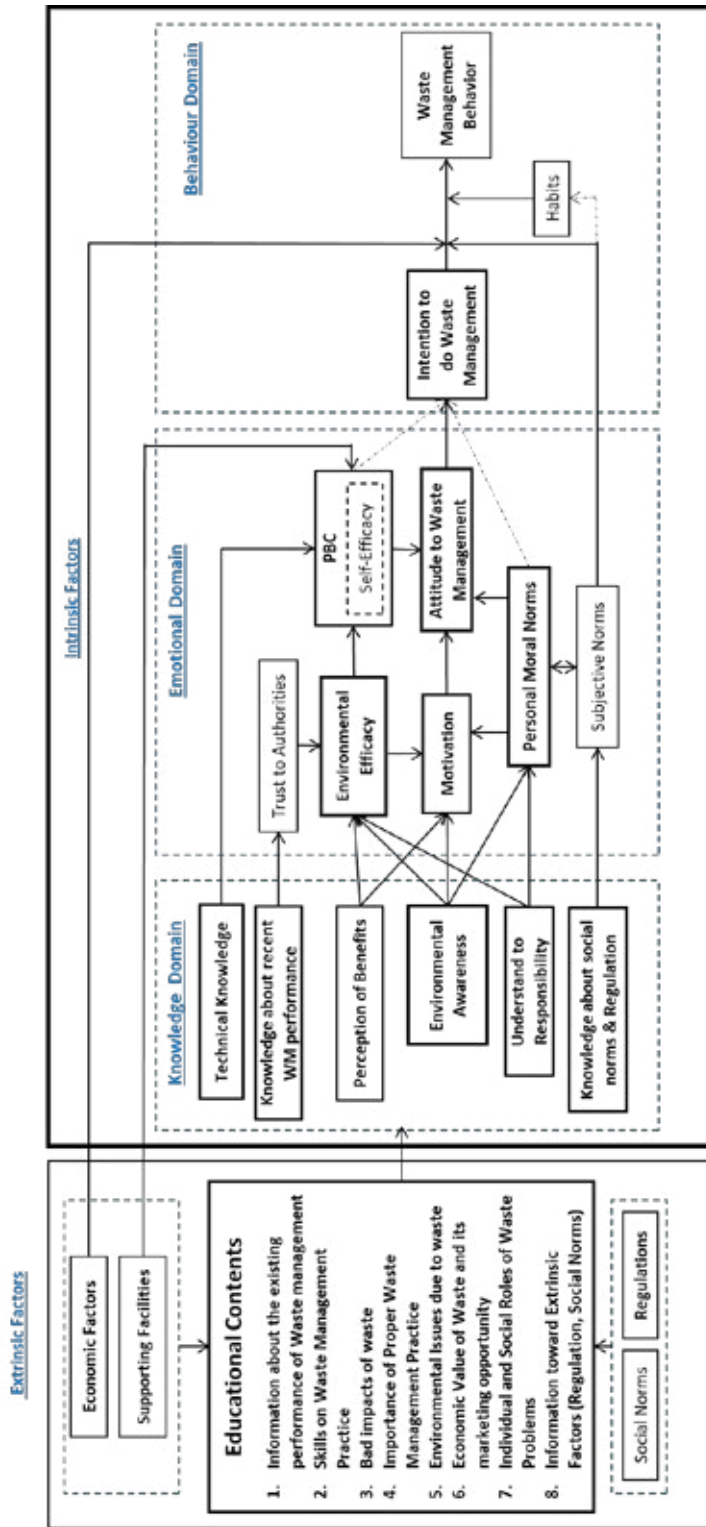 Extrinsic Factors
Economic Factors
Supporting Facilities
Educational Contents
1. Information about the existing
performance of Waste management
2. Skills on Waste Management
Practice
3. Bad impacts of waste
4. Importance of Proper Waste
Management Practice
5. Environmental Issues due to waste
6. Economic Value of Waste and its
marketing opportunity
7. Individual and Social Roles of Waste
Problems
8. Information toward Extrinsic
Factors (Regulation, Social Norms)
Social Norms
Regulations
Intrinsic Factors
Knowledge Domain
Technical Knowledge
Knowledge about recent
WM performance
Perception of Benefits
Environmental
Awareness
Understand to
Responsibility
Knowledge about social
norms & Regulation
Emotional Domain
Trust to Authorities
Environmental
Efficacy
Motivation
PBC
Self-Efficacy
Attitude to Waste
Management
Personal Moral Norms
Subjective Norms
Behaviour Domain
Intention to
do Waste
Management
Habits
Waste
Management
Behavior